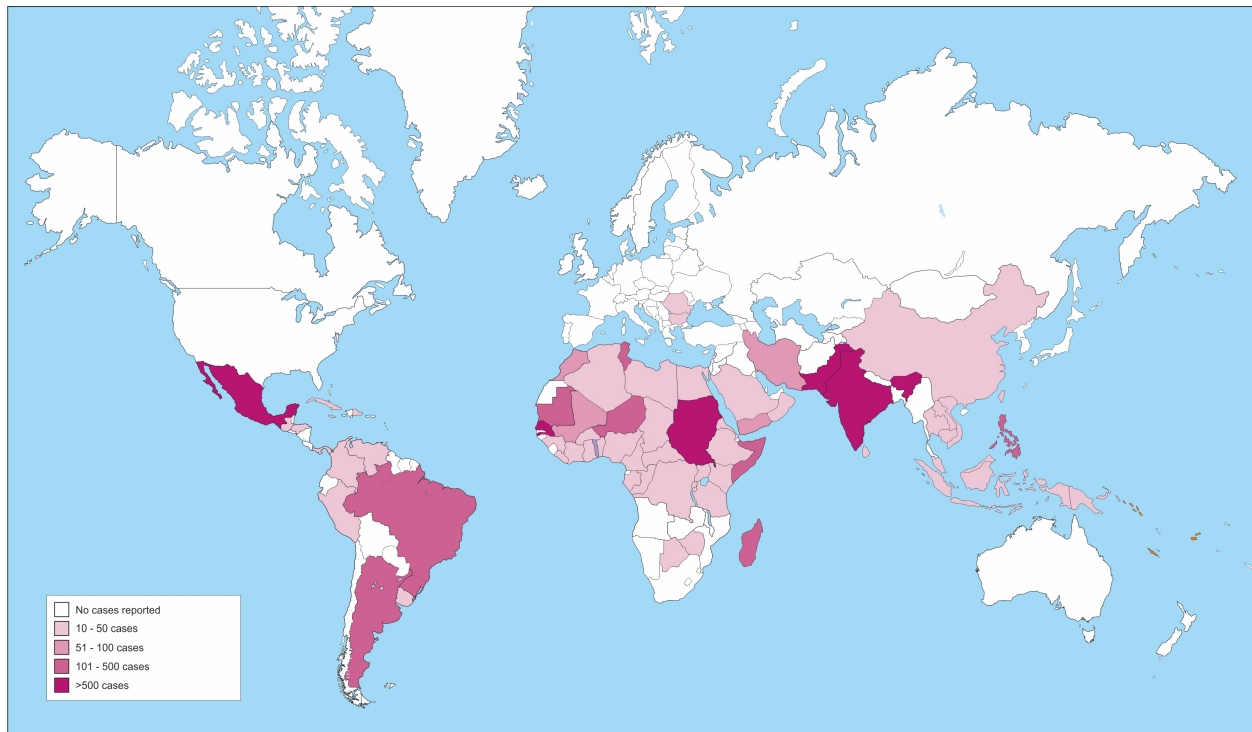 No cases reported
10 - 50 cases
51 - 100 cases
101 - 500 cases
>500 cases